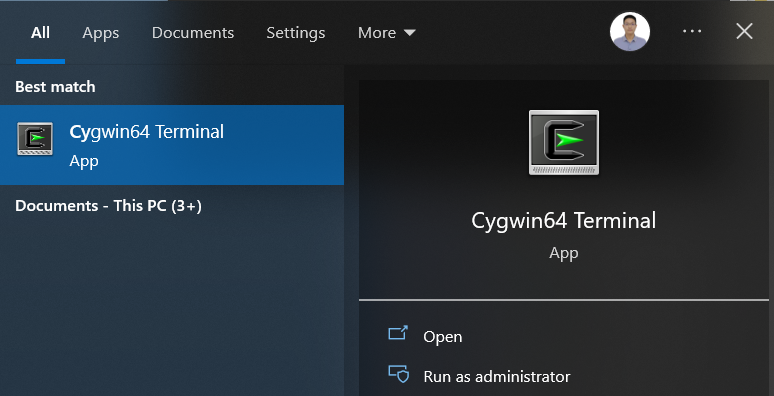 All Apps Documents Settings More
Best match
Cygwin64 Terminal
App
Documents - This PC (3+)
Cygwin64 Terminal
App
Open
Run as administrator